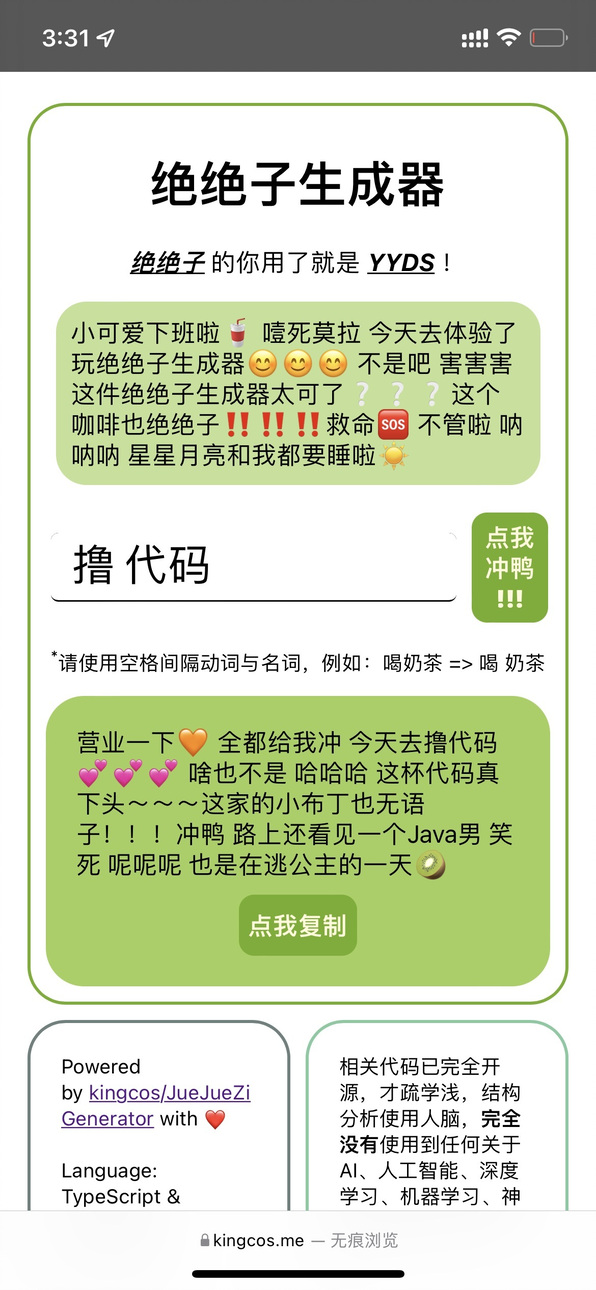 3:31
绝绝子生成器
绝绝子 的你用了就是 YYDS！
小可爱下班啦🥤 噎死莫拉 今天去体验了
玩绝绝子生成器😊😊😊 不是吧 害害害
这件绝绝子生成器太可了❔❔❔这个
咖啡也绝绝子‼️‼️‼️救命🆘 不管啦 呐
呐呐 星星月亮和我都要睡啦☀️
撸 代码
点我
冲鸭
!!!
*请使用空格间隔动词与名词，例如：喝奶茶 => 喝 奶茶
营业一下🧡 全都给我冲 今天去撸代码
💕💕💕 啥也不是 哈哈哈 这杯代码真
下头～～～这家的小布丁也无语
子！！！冲鸭 路上还看见一个Java男 笑
死 呢呢呢 也是在逃公主的一天🥝
点我复制
Powered
by kingcos/JueJueZi
Generator with ❤️
Language:
TypeScript &
相关代码已完全开
源，才疏学浅，结构
分析使用人脑，完全
没有使用到任何关于
AI、人工智能、深度
学习、机器学习、神
kingcos.me — 无痕浏览